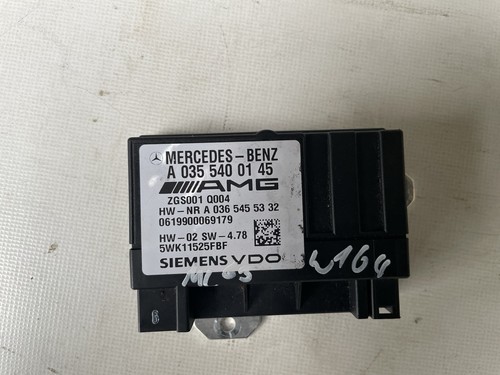 MERCEDES-BENZ
A 035 540 01 45
AMG
ZGS001 Q004
HW-NR A 036 545 53 32
0619900069179
HW-02 SW-4.78
5WK11525FBF
SIEMENS VDO
W164